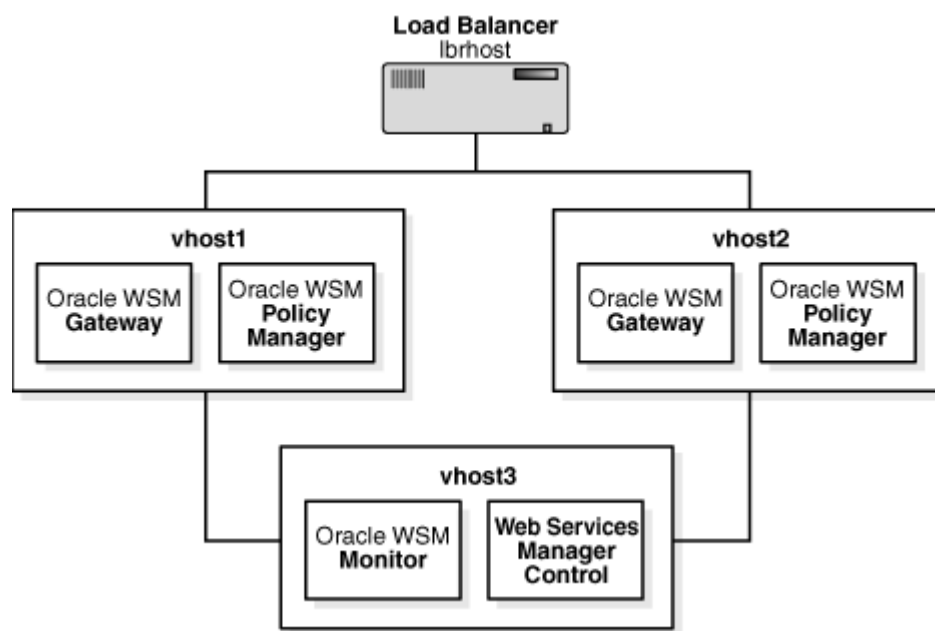 Load Balancer
lbrhost
vhost1
Oracle WSM
Gateway
Oracle WSM
Policy
Manager
vhost2
Oracle WSM
Gateway
Oracle WSM
Policy
Manager
vhost3
Oracle WSM
Monitor
Web Services
Manager
Control